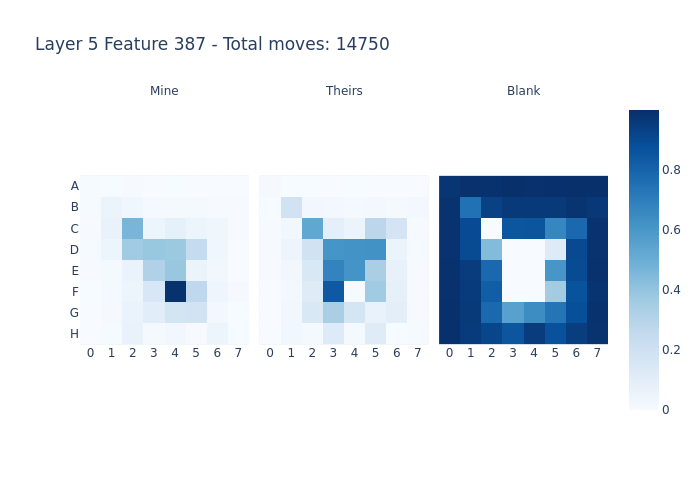 Layer 5 Feature 387 - Total moves: 14750
Mine Theirs Blank
A
B
C
D
E
F
G
H
0 1 2 3 4 5 6 7 0 1 2 3 4 5 6 7 0 1 2 3 4 5 6 7
0.8
0.6
0.4
0.2
0